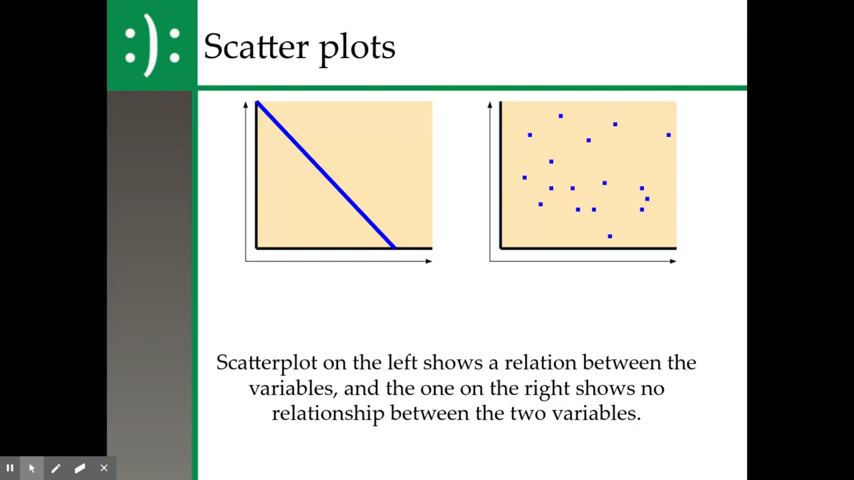 :):
Scatter plots
Scatterplot on the left shows a relation between the
variables, and the one on the right shows no
relationship between the two variables.